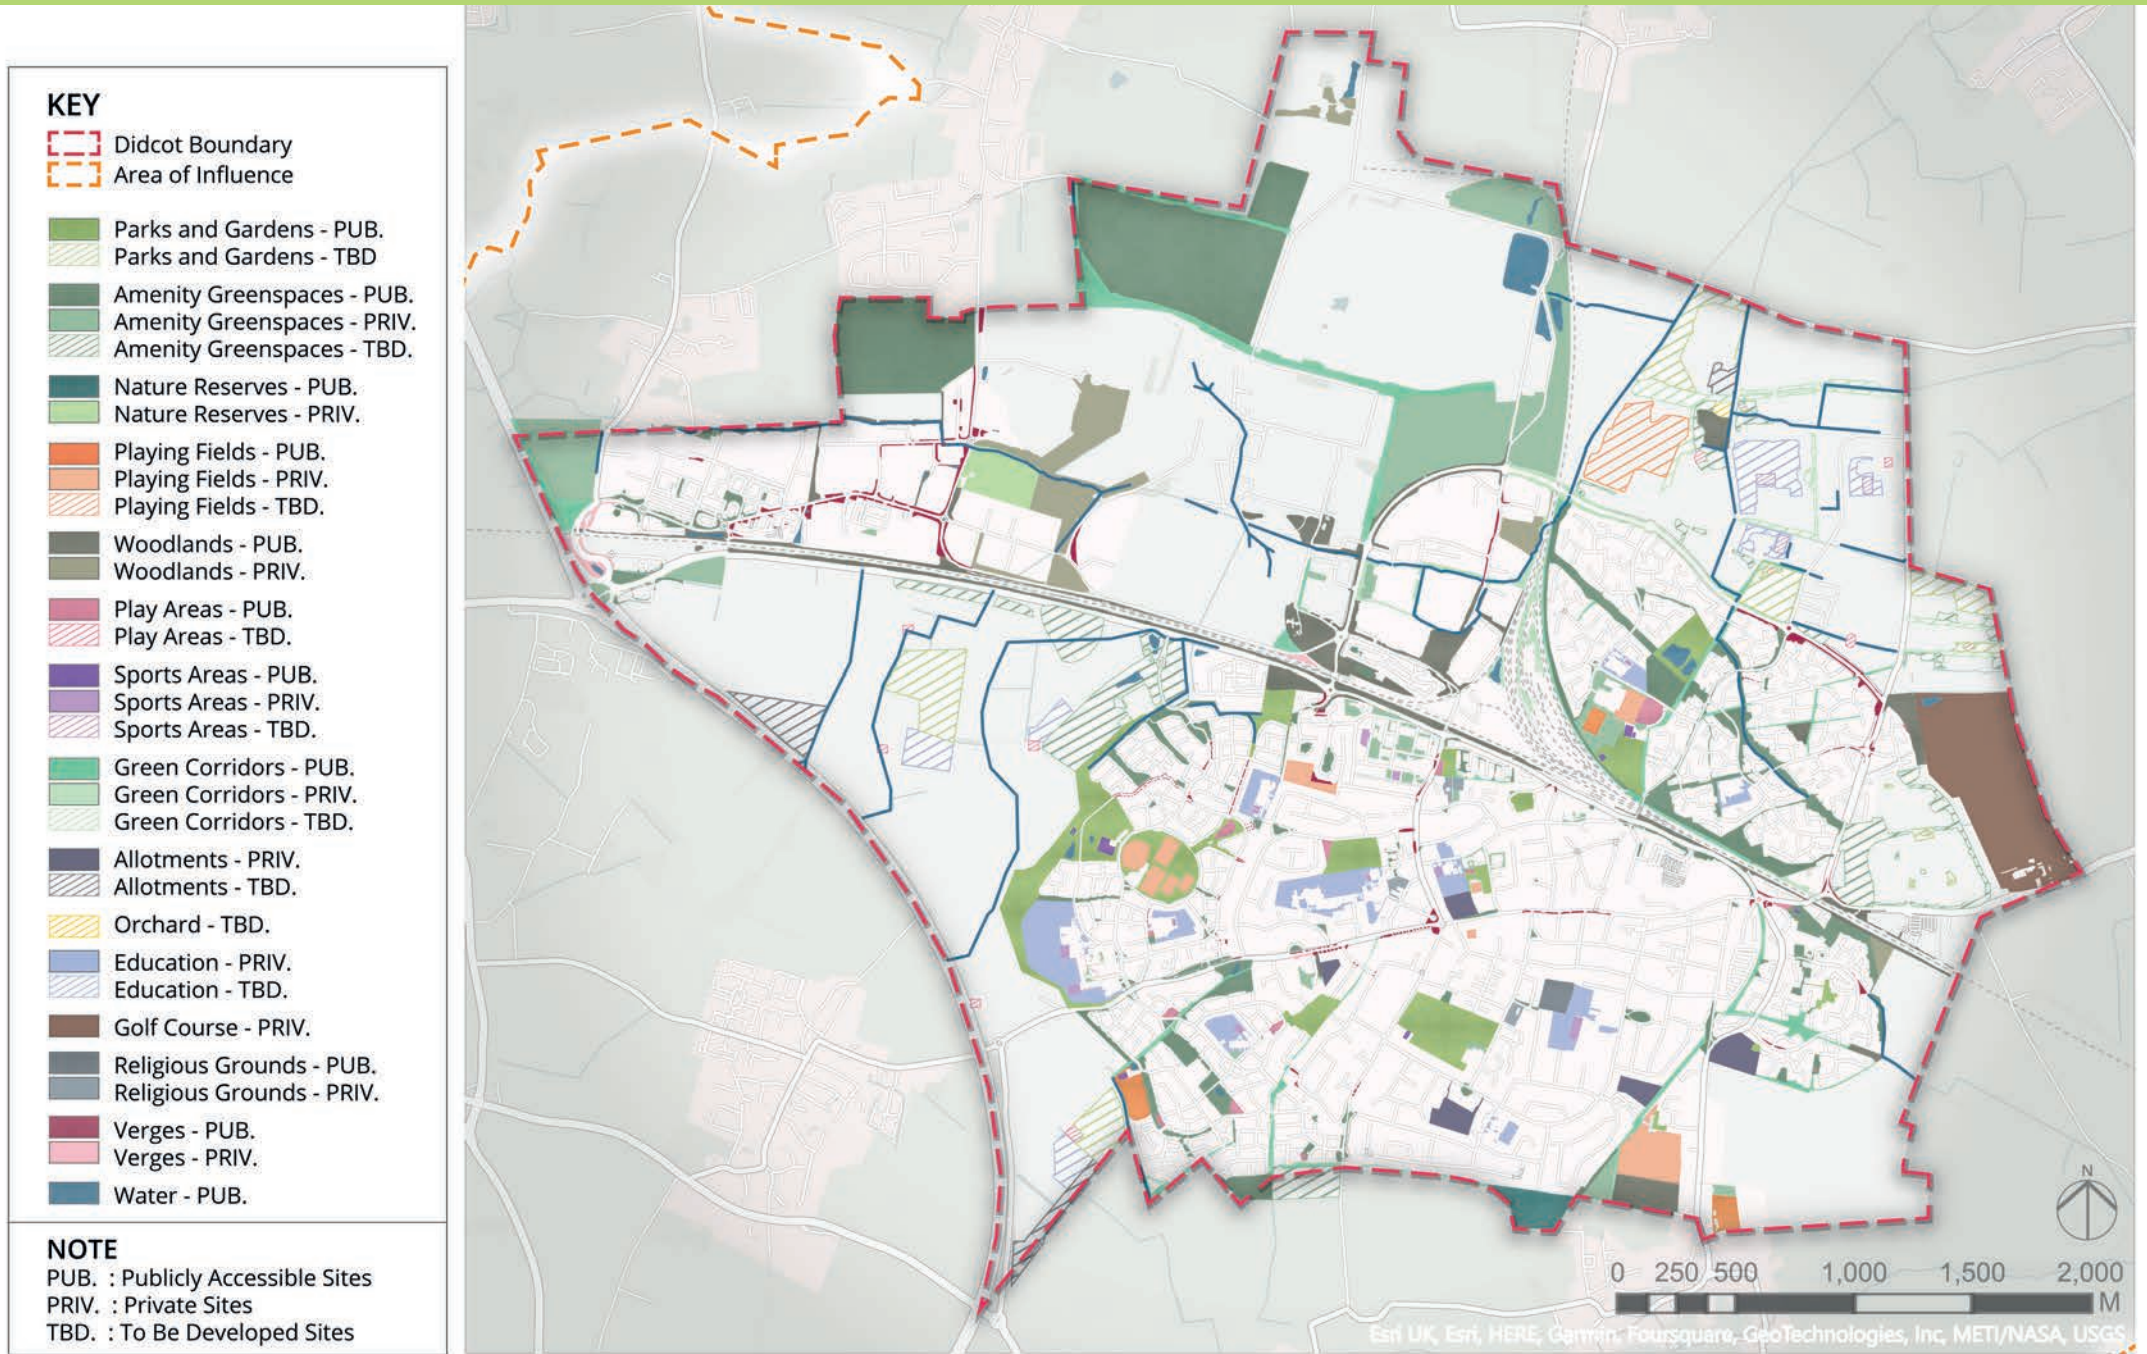 KEY
Didcot Boundary
Area of Influence
Parks and Gardens - PUB.
Parks and Gardens - TBD
Amenity Greenspaces - PUB.
Amenity Greenspaces - PRIV.
Amenity Greenspaces - TBD.
Nature Reserves - PUB.
Nature Reserves - PRIV.
Playing Fields - PUB.
Playing Fields - PRIV.
Playing Fields - TBD.
Woodlands - PUB.
Woodlands - PRIV.
Play Areas - PUB.
Play Areas - TBD.
Sports Areas - PUB.
Sports Areas - PRIV.
Sports Areas - TBD.
Green Corridors - PUB.
Green Corridors - PRIV.
Green Corridors - TBD.
Allotments - PRIV.
Allotments - TBD.
Orchard - TBD.
Education - PRIV.
Education - TBD.
Golf Course - PRIV.
Religious Grounds - PUB.
Religious Grounds - PRIV.
Verges - PUB.
Verges - PRIV.
Water - PUB.
NOTE
PUB. : Publicly Accessible Sites
PRIV. : Private Sites
TBD. : To Be Developed Sites
N
0 250 500 1,000 1,500 2,000
M
Esri UK, Esri, HERE, Garmin, Foursquare, GeoTechnologies, Inc, METI/NASA, USGS